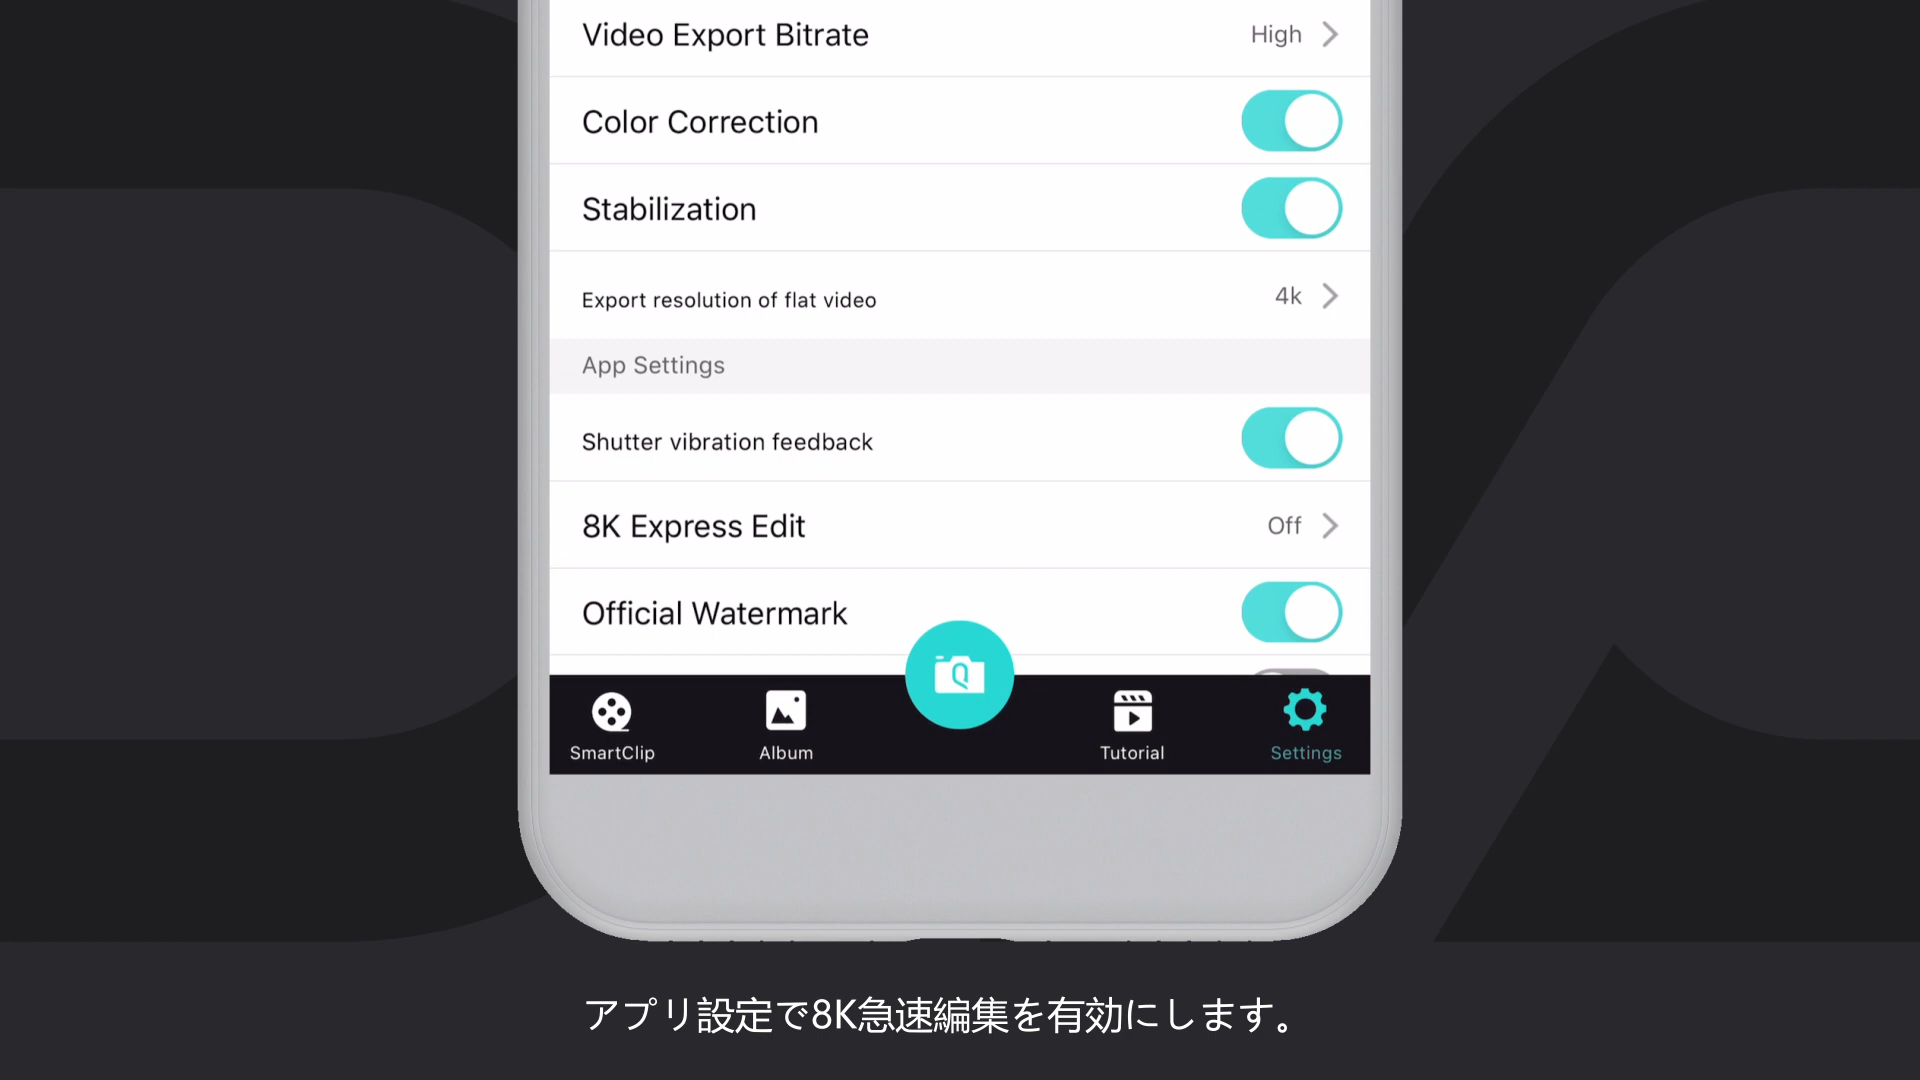 Video Export Bitrate High
Color Correction
Stabilization
Export resolution of flat video 4k
App Settings
Shutter vibration feedback
8K Express Edit Off
Official Watermark
SmartClip Album Tutorial Settings
アプリ設定で8K急速編集を有効にします。